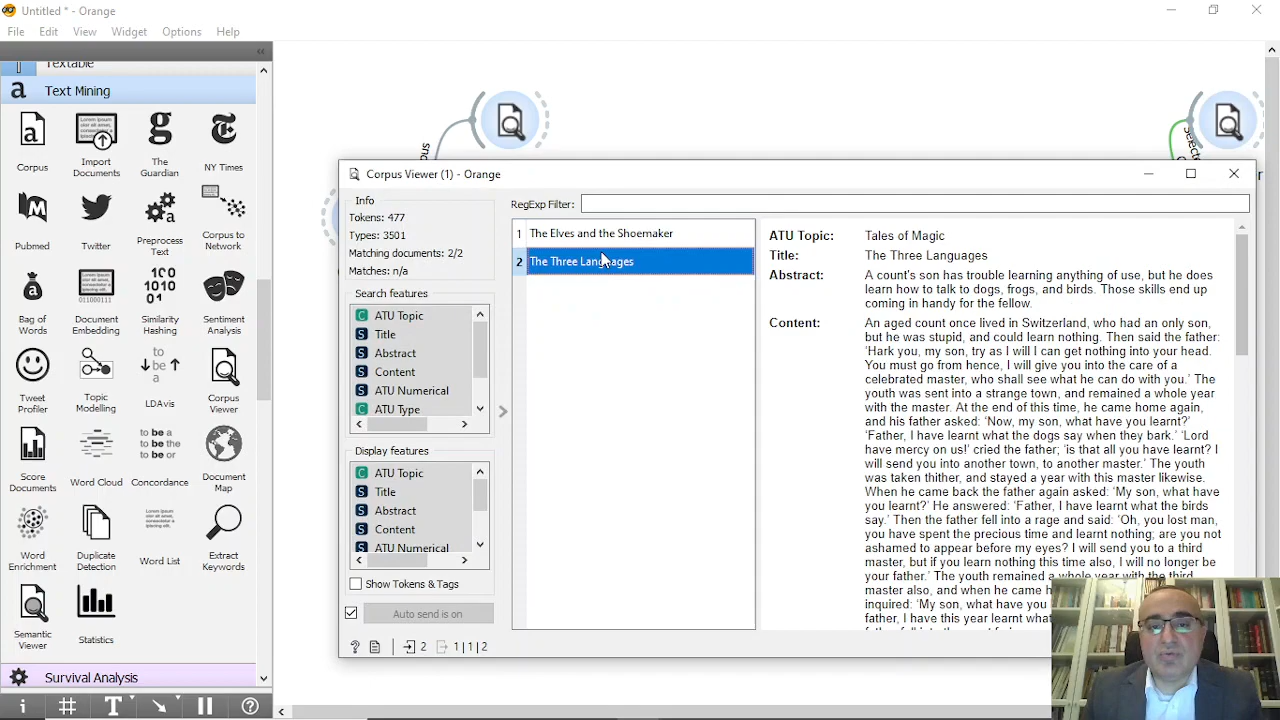 Untitled * - Orange
File Edit View Widget Options Help
Textable
Text Mining
Corpus
Import Documents
The Guardian
NY Times
Pubmed
Twitter
Preprocess Text
Corpus to Network
Bag of Words
Document Embedding
Similarity Hashing
Sentiment Analysis
Tweet Profiler
Topic Modelling
LDAvis
Corpus Viewer
Score Documents
Word Cloud
Concordance
Document Map
Word Enrichment
Duplicate Detection
Word List
Extract Keywords
Semantic Viewer
Statistics
Survival Analysis
Corpus Viewer (1) - Orange
Info
Tokens: 477
Types: 3501
Matching documents: 2/2
Matches: n/a
Search features
C ATU Topic
S Title
S Abstract
S Content
S ATU Numerical
C ATU Type
Display features
C ATU Topic
S Title
S Abstract
S Content
S ATU Numerical
Show Tokens & Tags
Auto send is on
2 1|1|2
RegExp Filter:
1 The Elves and the Shoemaker
2 The Three Languages
ATU Topic: Tales of Magic
Title: The Three Languages
Abstract: A count's son has trouble learning anything of use, but he does
learn how to talk to dogs, frogs, and birds. Those skills end up
coming in handy for the fellow.
Content: An aged count once lived in Switzerland, who had an only son,
but he was stupid, and could learn nothing. Then said the father:
'Hark you, my son, try as I will I can get nothing into your head.
You must go from hence, I will give you into the care of a
celebrated master, who shall see what he can do with you.' The
youth was sent into a strange town, and remained a whole year
with the master. At the end of this time, he came home again,
and his father asked: 'Now, my son, what have you learnt?'
'Father, I have learnt what the dogs say when they bark.' 'Lord
have mercy on us!' cried the father; 'is that all you have learnt? I
will send you into another town, to another master.' The youth
was taken thither, and stayed a year with this master likewise.
When he came back the father again asked: 'My son, what have
you learnt?' He answered: 'Father, I have learnt what the birds
say.' Then the father fell into a rage and said: 'Oh, you lost man,
you have spent the precious time and learnt nothing; are you not
ashamed to appear before my eyes? I will send you to a third
master, but if you learn nothing this time also, I will no longer be
your father.' The youth remained a whole year with the third
master also, and when he came h
inquired: 'My son, what have you
father, I have this year learnt what